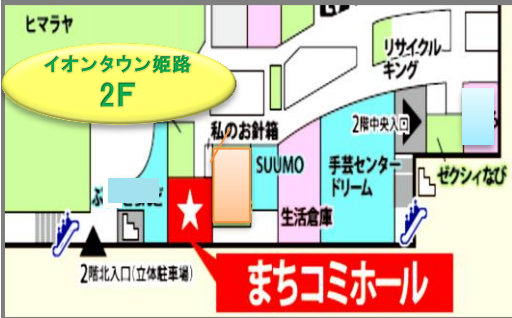 ヒマラヤ
イオンタウン姫路
2F
リサイクル
キング
私のお針箱
2階中央入口
SUUMO
手芸センター
ドリーム
ゼクシィなび
生活倉庫
2階北入口(立体駐車場)
まちコミホール